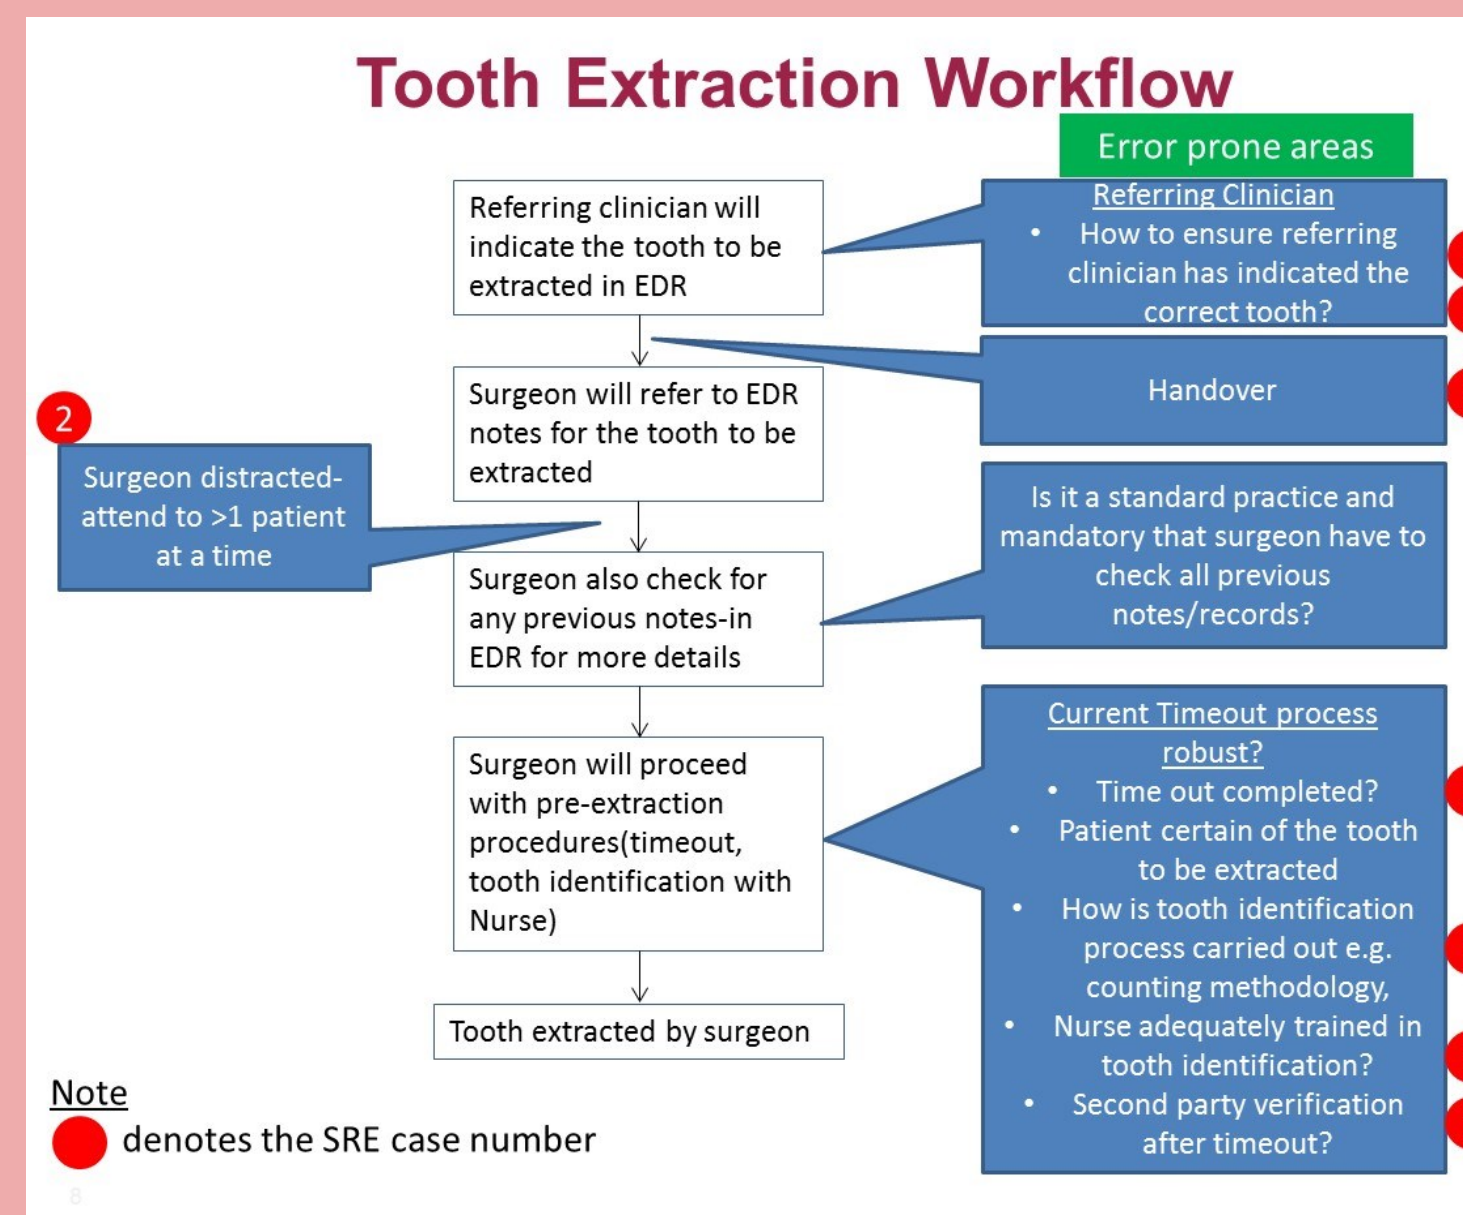 Tooth Extraction Workflow
Error prone areas
Referring clinician will
indicate the tooth to be
extracted in EDR
Referring Clinician
• How to ensure referring
clinician has indicated the
correct tooth?
Handover
Surgeon will refer to EDR
notes for the tooth to be
extracted
2
Surgeon distracted-
attend to >1 patient
at a time
Is it a standard practice and
mandatory that surgeon have to
check all previous
notes/records?
Surgeon also check for
any previous notes-in
EDR for more details
Surgeon will proceed
with pre-extraction
procedures(timeout,
tooth identification with
Nurse)
Current Timeout process
robust?
• Time out completed?
• Patient certain of the tooth
to be extracted
• How is tooth identification
process carried out e.g.
counting methodology,
• Nurse adequately trained in
tooth identification?
• Second party verification
after timeout?
Tooth extracted by surgeon
Note
denotes the SRE case number
8